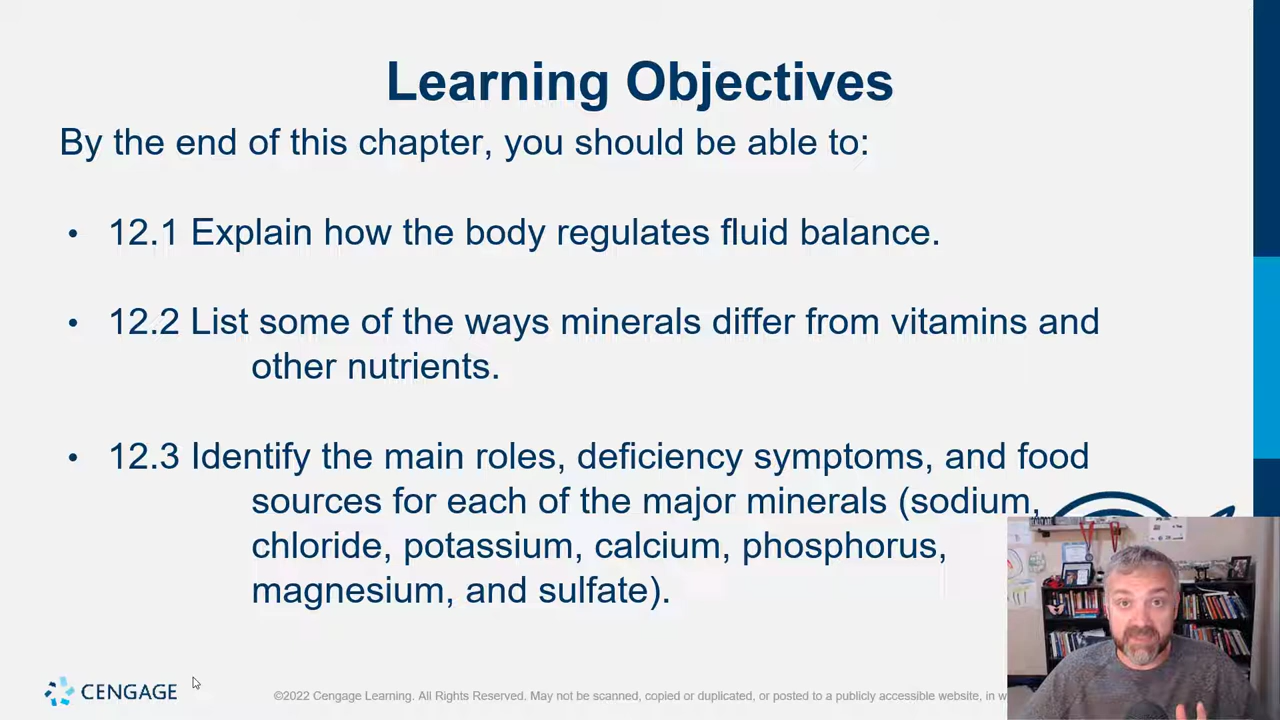 Learning Objectives
By the end of this chapter, you should be able to:
• 12.1 Explain how the body regulates fluid balance.
• 12.2 List some of the ways minerals differ from vitamins and
other nutrients.
• 12.3 Identify the main roles, deficiency symptoms, and food
sources for each of the major minerals (sodium,
chloride, potassium, calcium, phosphorus,
magnesium, and sulfate).
CENGAGE
©2022 Cengage Learning. All Rights Reserved. May not be scanned, copied or duplicated, or posted to a publicly accessible website, in